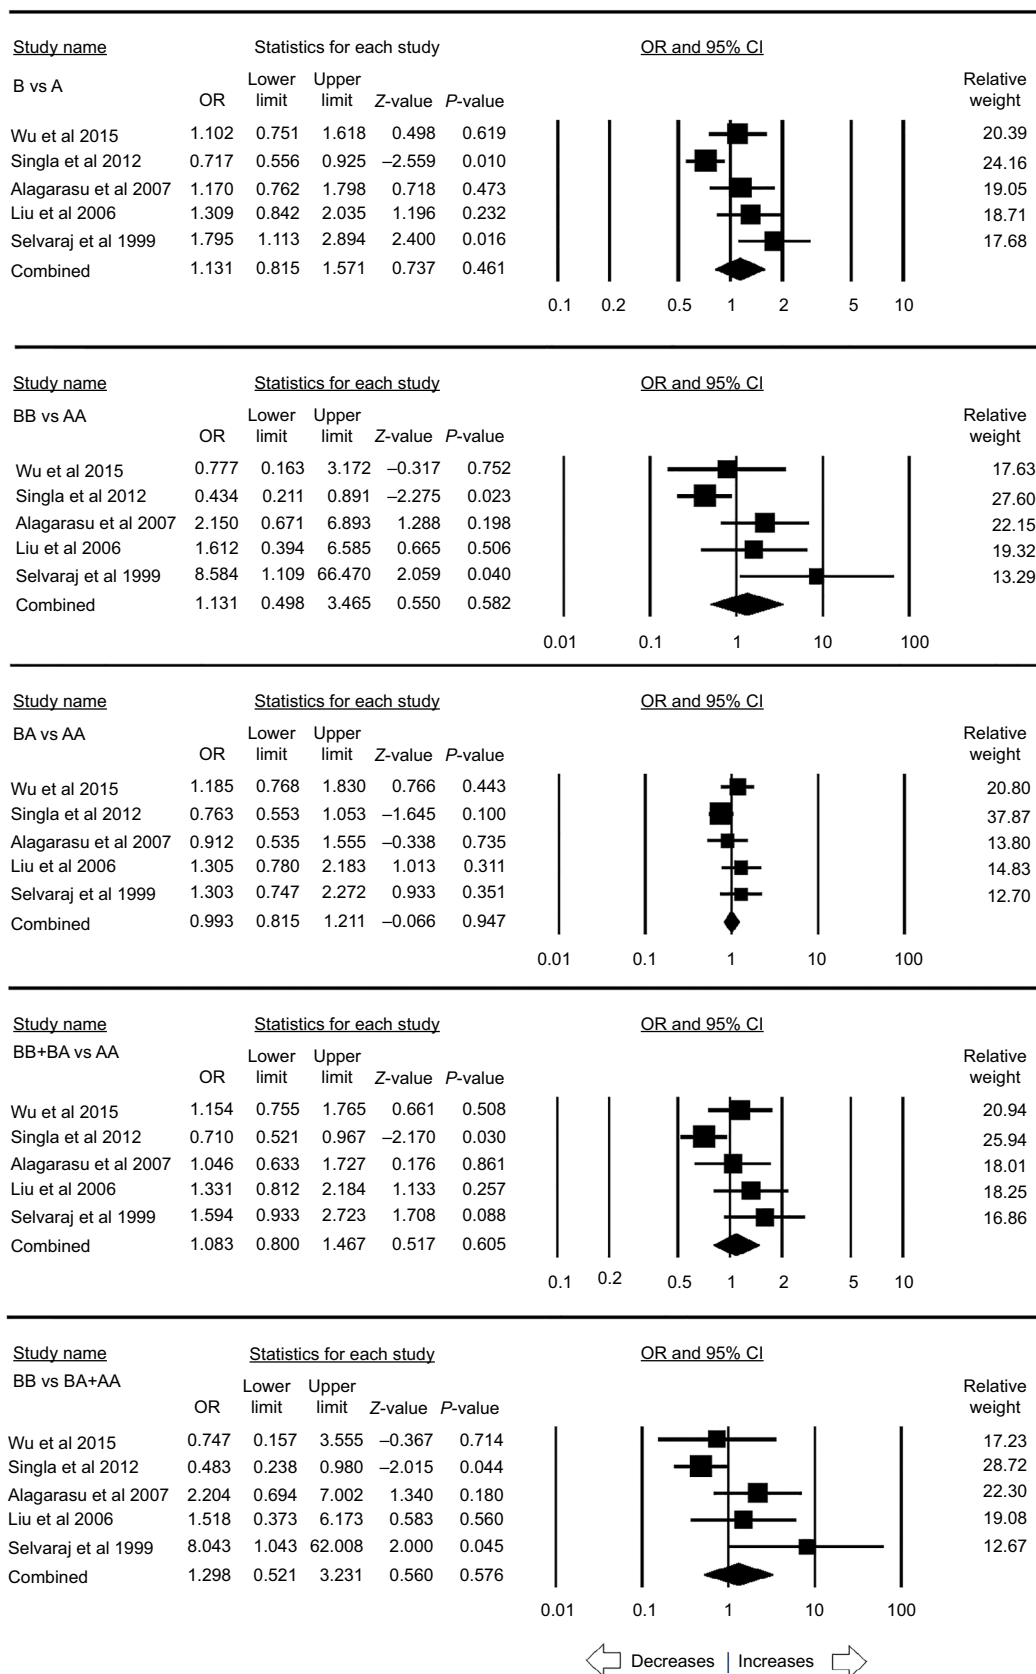 Study name Statistics for each study OR and 95% CI
B vs A OR Lower limit Upper limit Z-value P-value Relative weight
Wu et al 2015 1.102 0.751 1.618 0.498 0.619 20.39
Singla et al 2012 0.717 0.556 0.925 –2.559 0.010 24.16
Alagarasu et al 2007 1.170 0.762 1.798 0.718 0.473 19.05
Liu et al 2006 1.309 0.842 2.035 1.196 0.232 18.71
Selvaraj et al 1999 1.795 1.113 2.894 2.400 0.016 17.68
Combined 1.131 0.815 1.571 0.737 0.461
0.1 0.2 0.5 1 2 5 10
Study name Statistics for each study OR and 95% CI
BB vs AA OR Lower limit Upper limit Z-value P-value Relative weight
Wu et al 2015 0.777 0.163 3.172 –0.317 0.752 17.63
Singla et al 2012 0.434 0.211 0.891 –2.275 0.023 27.60
Alagarasu et al 2007 2.150 0.671 6.893 1.288 0.198 22.15
Liu et al 2006 1.612 0.394 6.585 0.665 0.506 19.32
Selvaraj et al 1999 8.584 1.109 66.470 2.059 0.040 13.29
Combined 1.131 0.498 3.465 0.550 0.582
0.01 0.1 1 10 100
Study name Statistics for each study OR and 95% CI
BA vs AA OR Lower limit Upper limit Z-value P-value Relative weight
Wu et al 2015 1.185 0.768 1.830 0.766 0.443 20.80
Singla et al 2012 0.763 0.553 1.053 –1.645 0.100 37.87
Alagarasu et al 2007 0.912 0.535 1.555 –0.338 0.735 13.80
Liu et al 2006 1.305 0.780 2.183 1.013 0.311 14.83
Selvaraj et al 1999 1.303 0.747 2.272 0.933 0.351 12.70
Combined 0.993 0.815 1.211 –0.066 0.947
0.01 0.1 1 10 100
Study name Statistics for each study OR and 95% CI
BB+BA vs AA OR Lower limit Upper limit Z-value P-value Relative weight
Wu et al 2015 1.154 0.755 1.765 0.661 0.508 20.94
Singla et al 2012 0.710 0.521 0.967 –2.170 0.030 25.94
Alagarasu et al 2007 1.046 0.633 1.727 0.176 0.861 18.01
Liu et al 2006 1.331 0.812 2.184 1.133 0.257 18.25
Selvaraj et al 1999 1.594 0.933 2.723 1.708 0.088 16.86
Combined 1.083 0.800 1.467 0.517 0.605
0.1 0.2 0.5 1 2 5 10
Study name Statistics for each study OR and 95% CI
BB vs BA+AA OR Lower limit Upper limit Z-value P-value Relative weight
Wu et al 2015 0.747 0.157 3.555 –0.367 0.714 17.23
Singla et al 2012 0.483 0.238 0.980 –2.015 0.044 28.72
Alagarasu et al 2007 2.204 0.694 7.002 1.340 0.180 22.30
Liu et al 2006 1.518 0.373 6.173 0.583 0.560 19.08
Selvaraj et al 1999 8.043 1.043 62.008 2.000 0.045 12.67
Combined 1.298 0.521 3.231 0.560 0.576
0.01 0.1 1 10 100
Decreases Increases